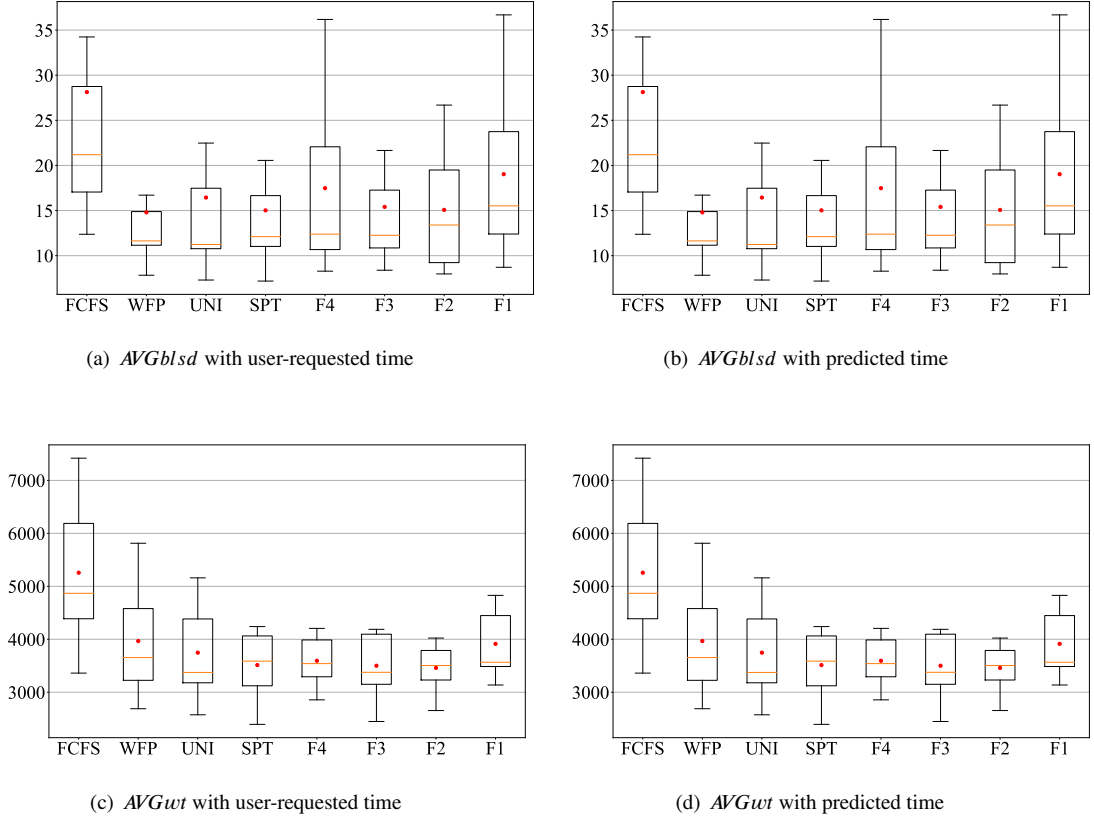 35 35
30 30
25 25
20 20
15 15
10 10
FCFS WFP UNI SPT F4 F3 F2 F1 FCFS WFP UNI SPT F4 F3 F2 F1
(a) AVGblsd with user-requested time (b) AVGblsd with predicted time
7000 7000
6000 6000
5000 5000
4000 4000
3000 3000
FCFS WFP UNI SPT F4 F3 F2 F1 FCFS WFP UNI SPT F4 F3 F2 F1
(c) AVGwt with user-requested time (d) AVGwt with predicted time